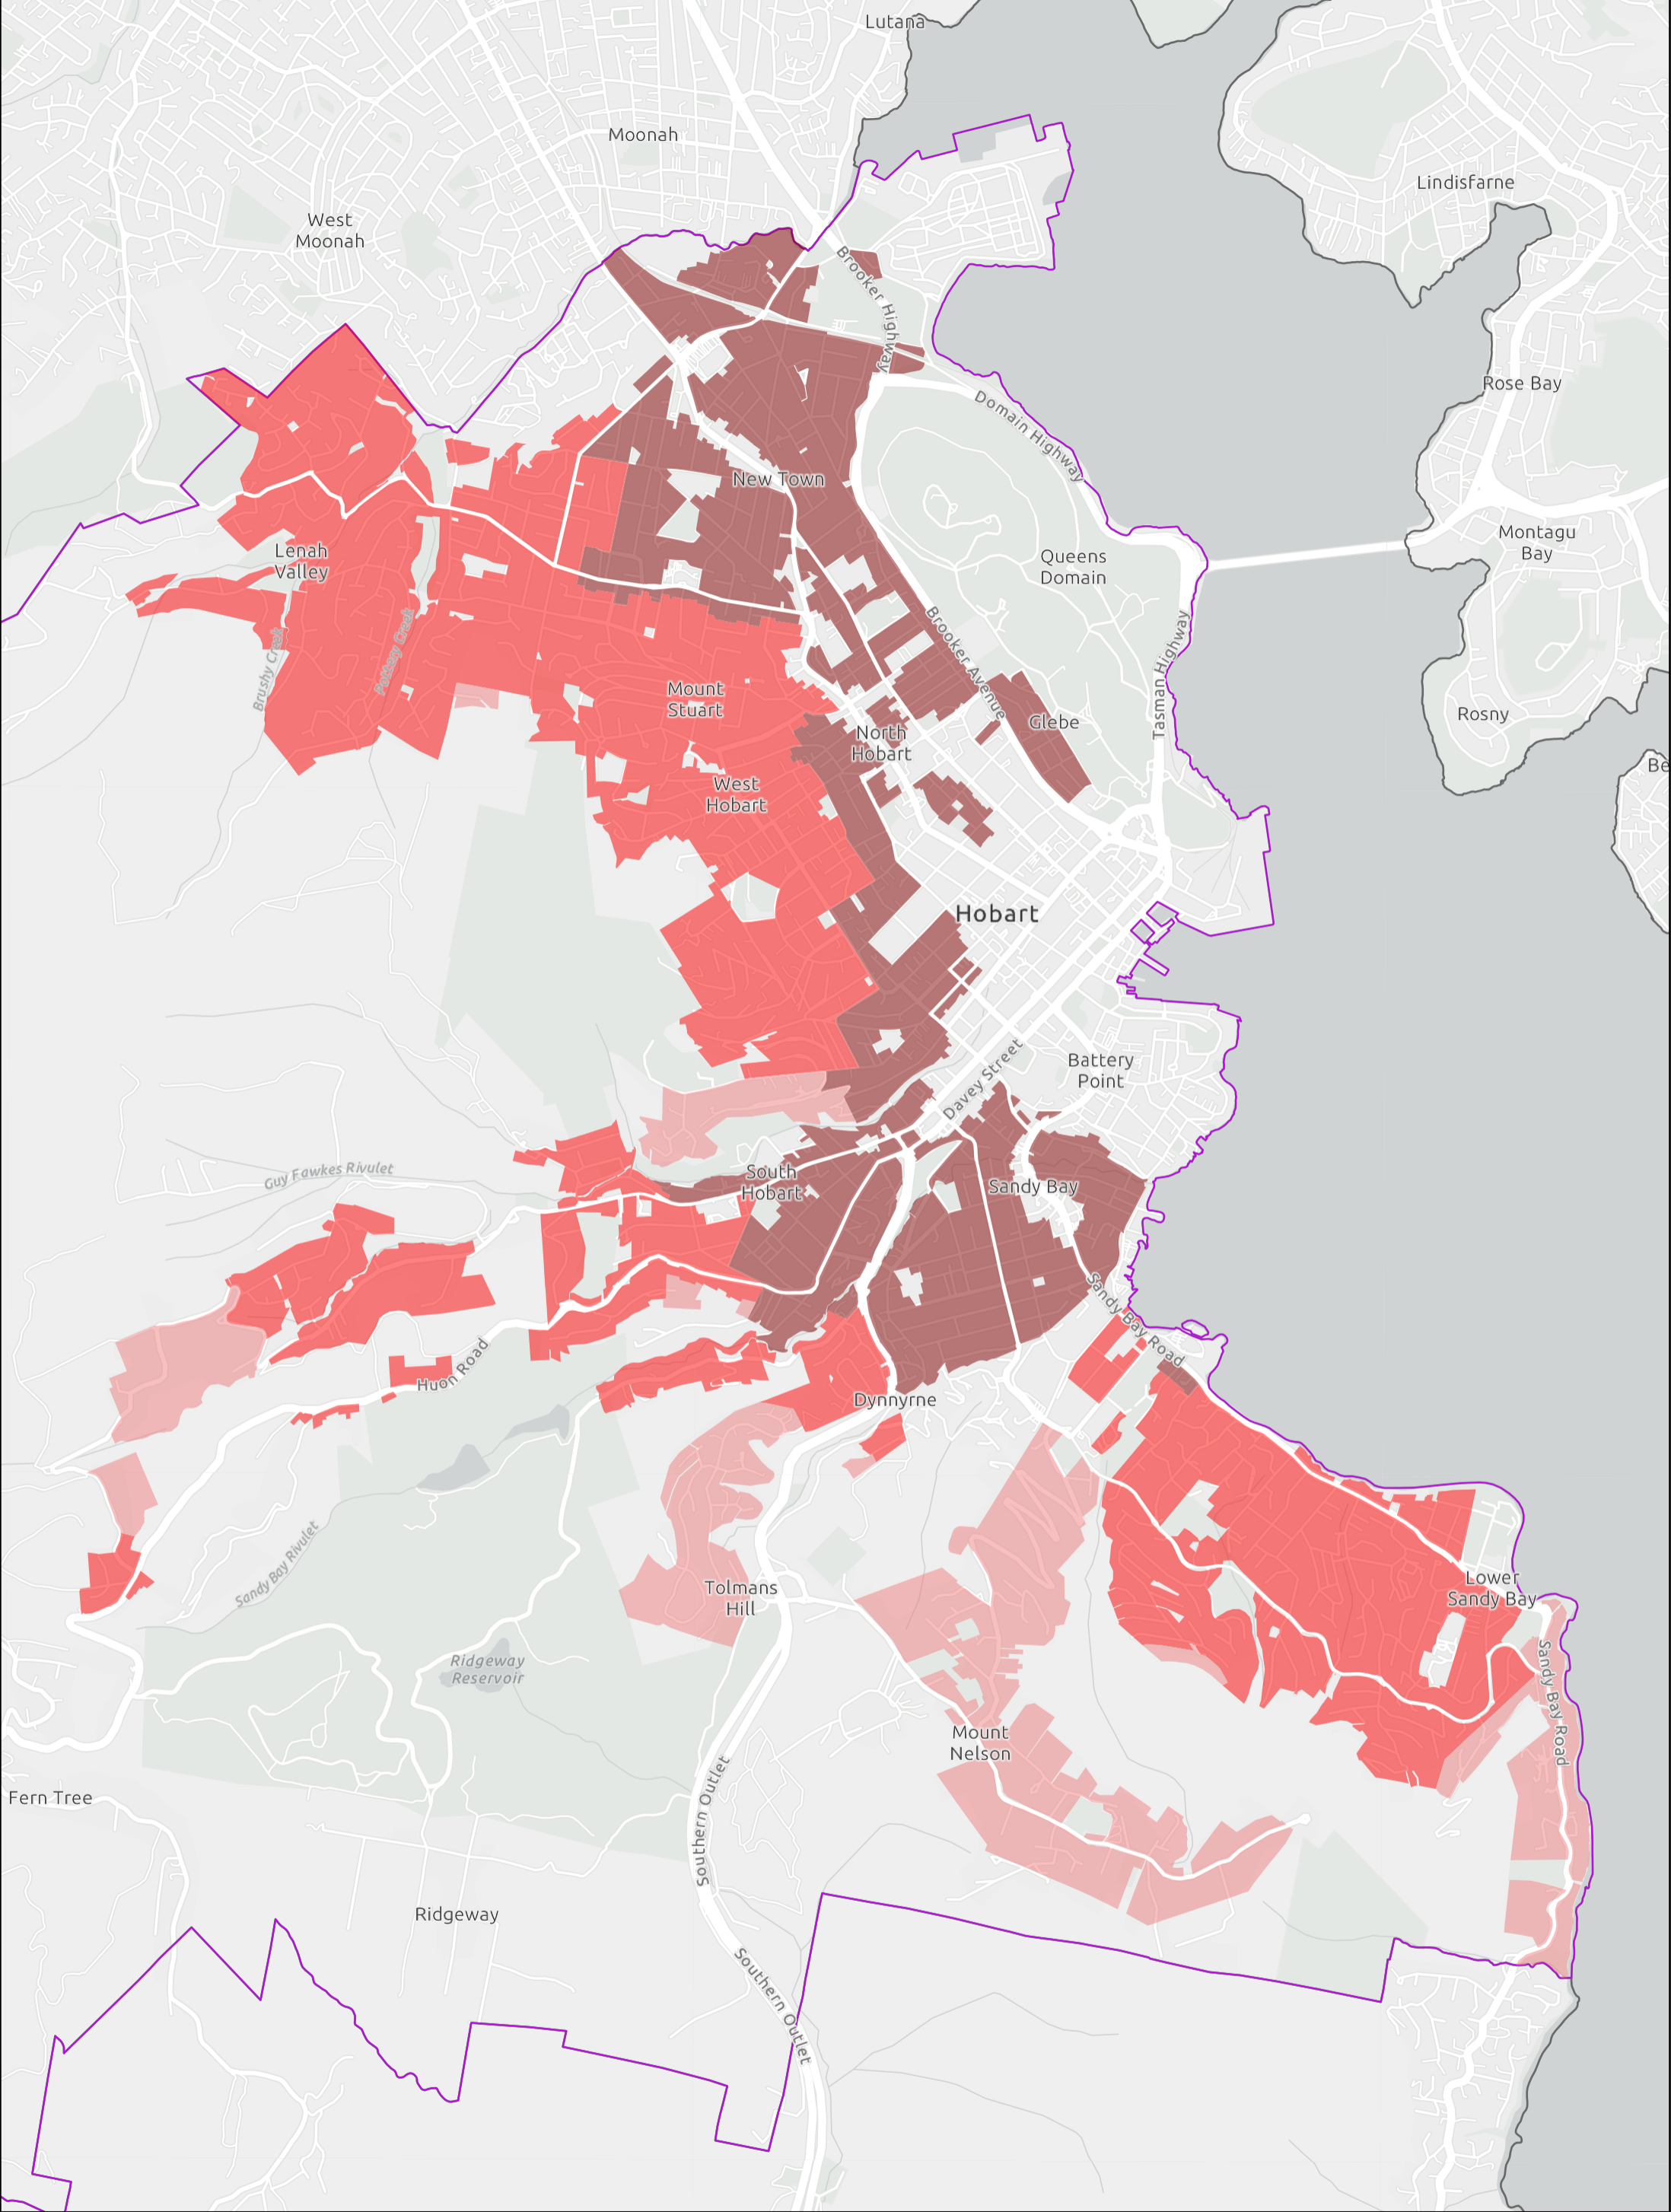 Lutana
Moonah
Lindisfarne
West
Moonah
Brooker Highway
Rose Bay
Domain Highway
New Town
Montagu
Bay
Lenah
Valley
Queens
Domain
Brooker Avenue
Tasman Highway
Pottery Creek
Brushy Creek
Mount
Stuart
Glebe
Rosny
North
Hobart
Be
West
Hobart
Hobart
Davey Street
Battery
Point
Guy Fawkes Rivulet
South
Hobart
Sandy Bay
Sandy Bay Road
Huon Road
Dynnyrne
Sandy Bay Rivulet
Tolmans
Hill
Lower
Sandy Bay
Sandy Bay Road
Ridgeway
Reservoir
Mount
Nelson
Fern Tree
Southern Outlet
Ridgeway
Southern Outlet